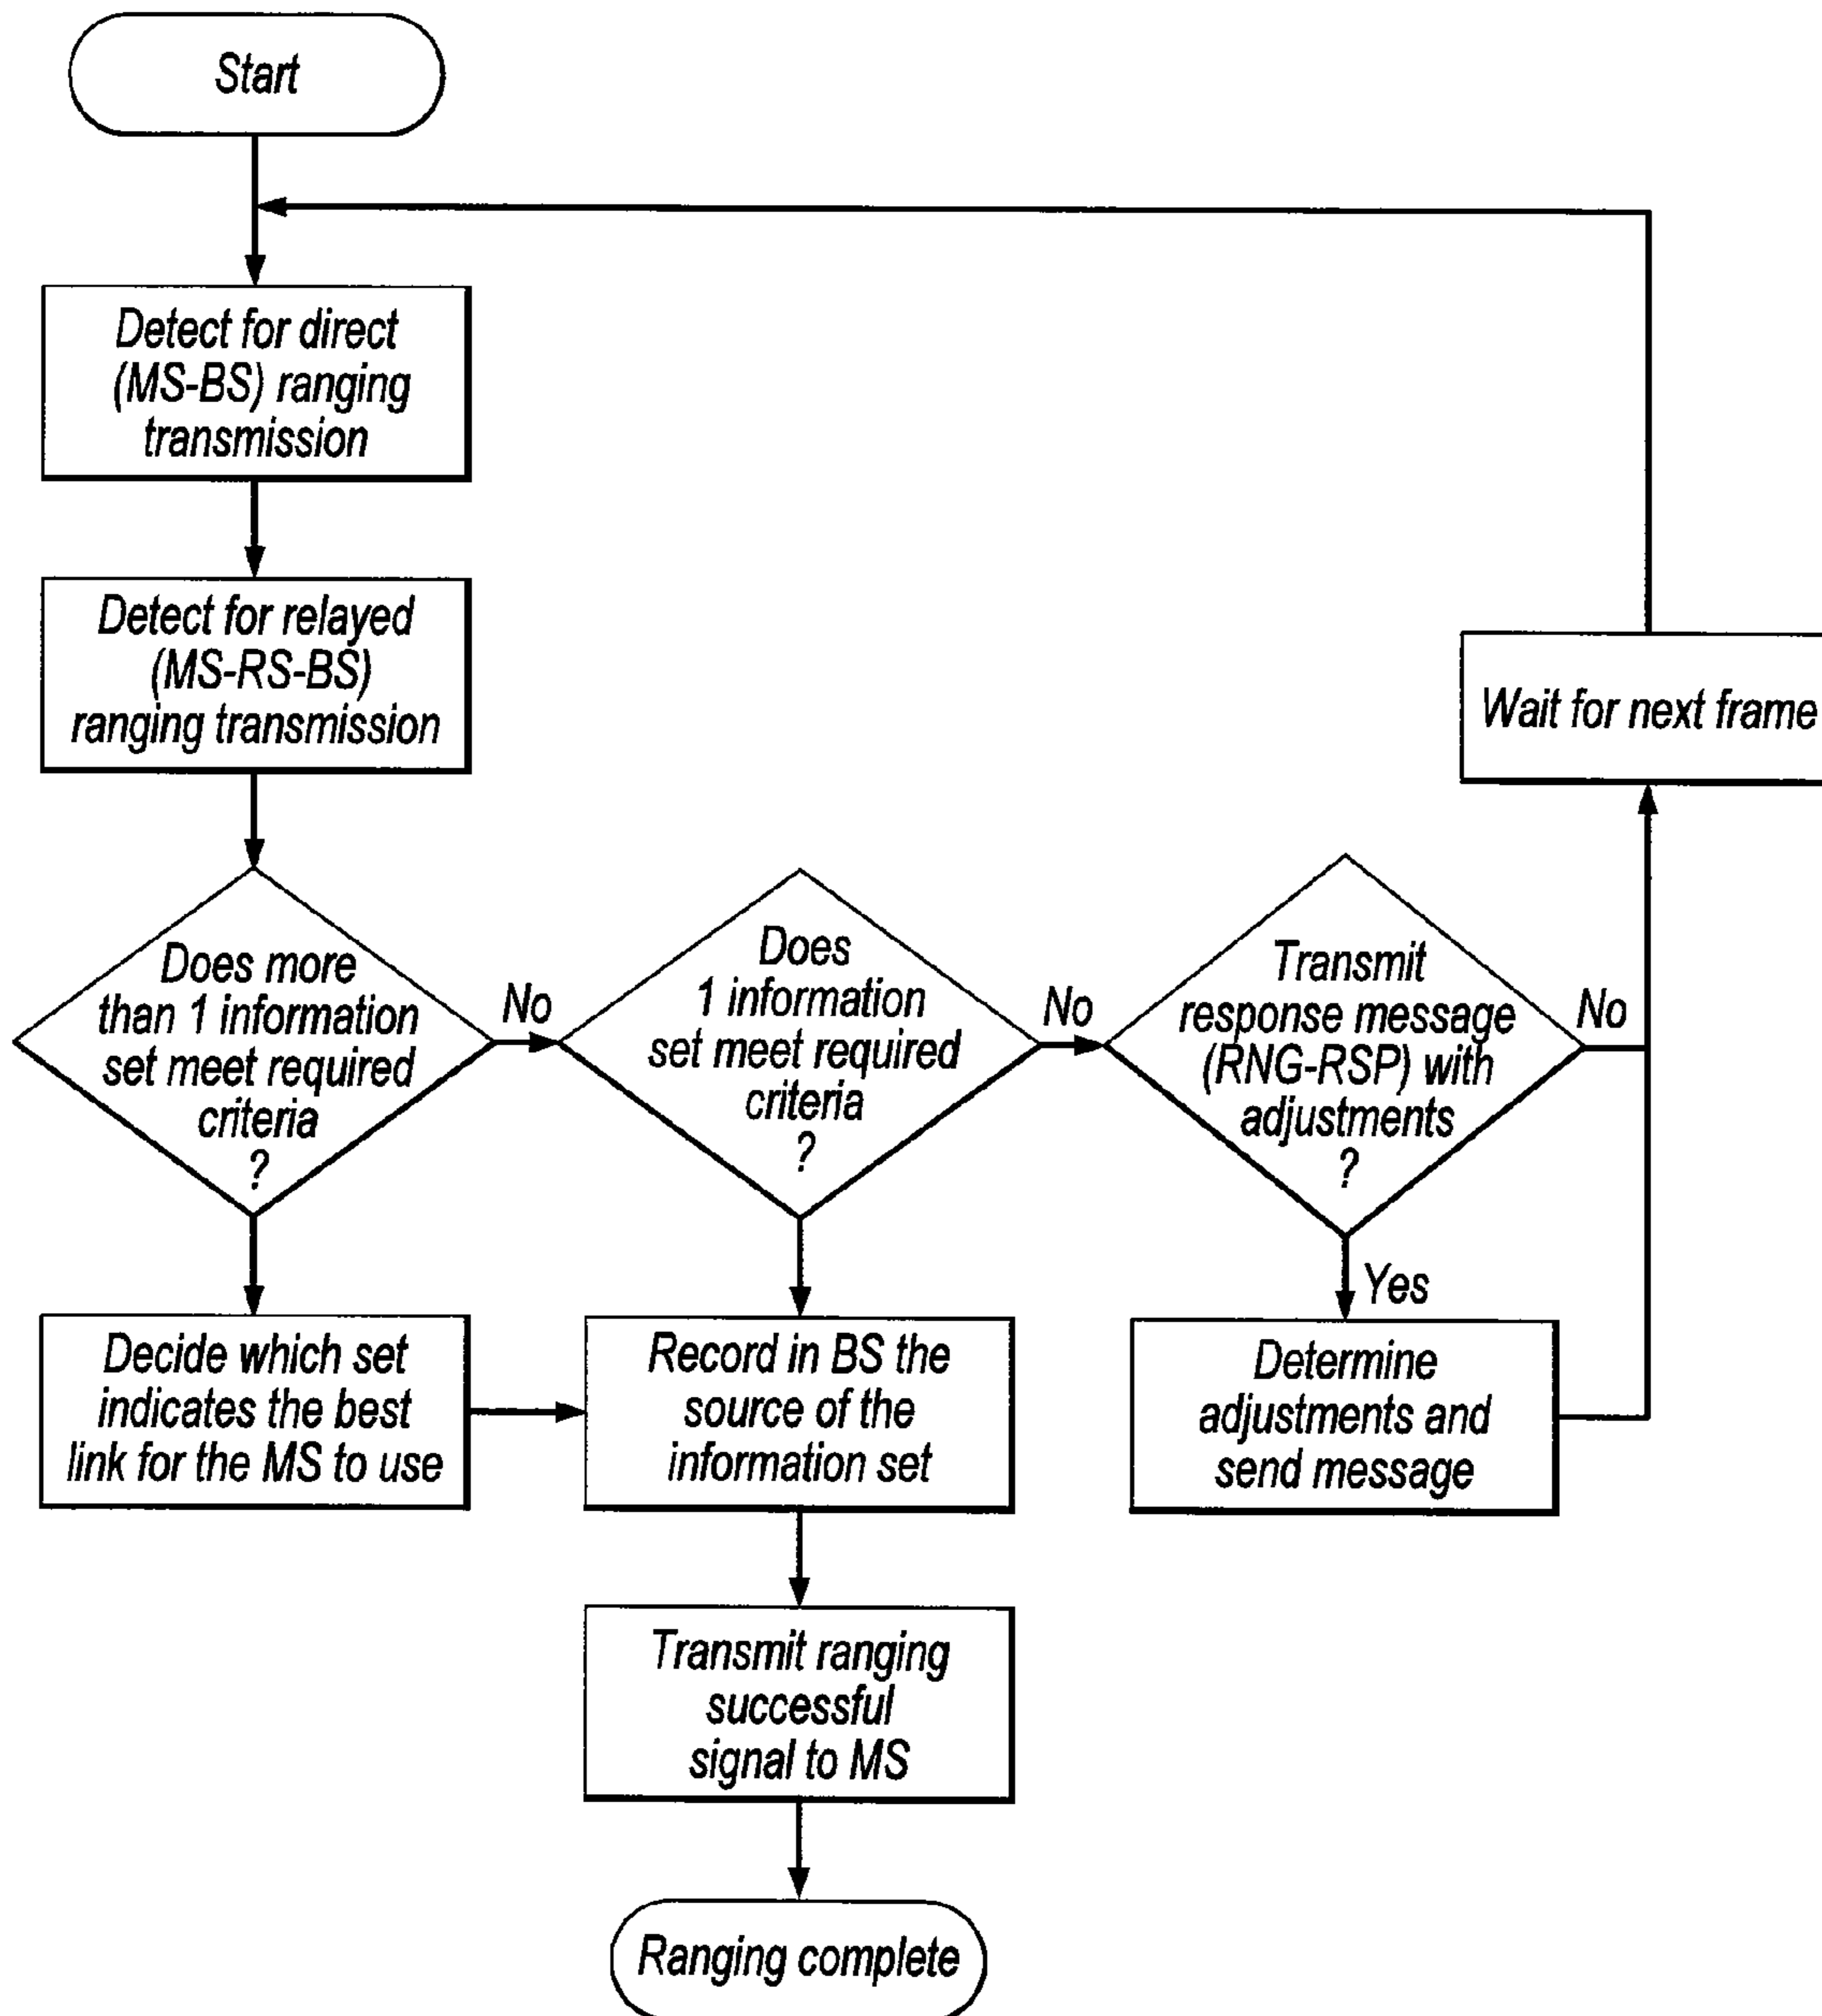 Start
Detect for direct
(MS-BS) ranging
transmission
Detect for relayed
(MS-RS-BS)
ranging transmission
Wait for next frame
Does more
than 1 information
set meet required
criteria
?
No
Does
1 information
set meet required
criteria
?
No
Transmit
response message
(RNG-RSP) with
adjustments
?
No
Yes
Decide which set
indicates the best
link for the MS to use
Record in BS the
source of the
information set
Determine
adjustments and
send message
Transmit ranging
successful
signal to MS
Ranging complete